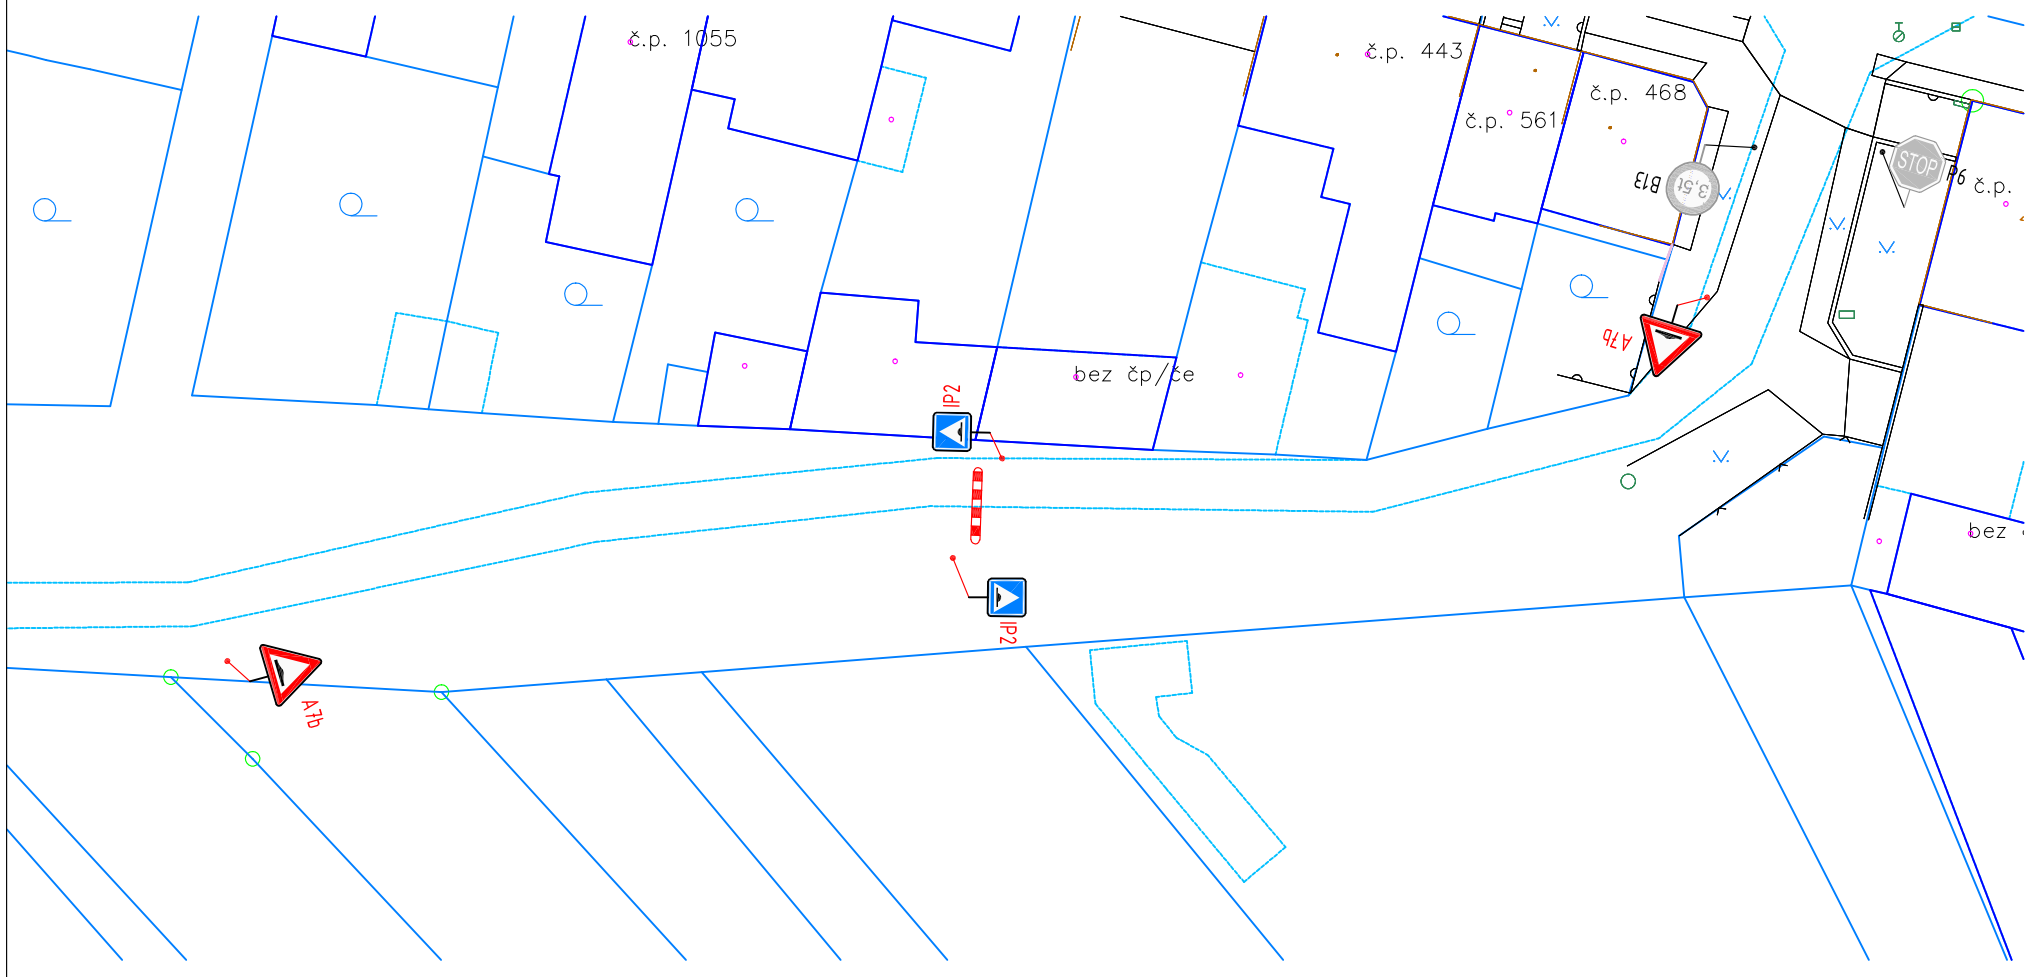 č.p. 1055
č.p. 443
č.p. 468
č.p. 561
STOP
P6
č.p.
B13
3,5t
A7b
bez čp/če
IP2
bez
IP2
A7b